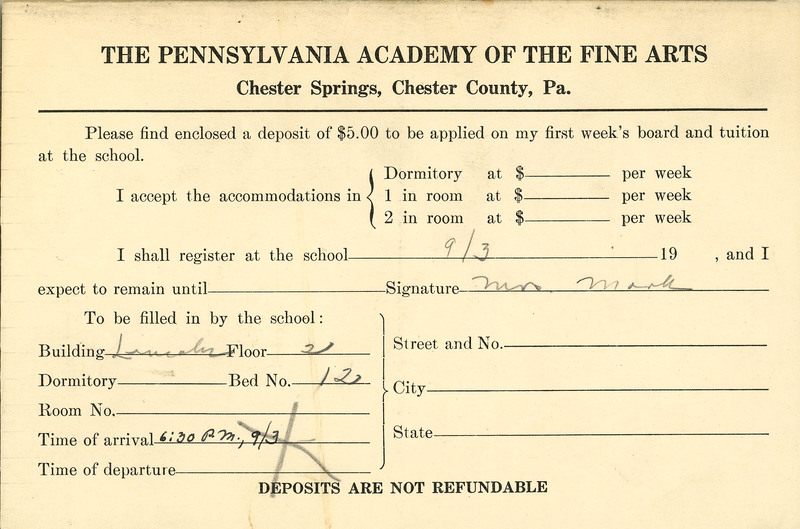 THE PENNSYLVANIA ACADEMY OF THE FINE ARTS
Chester Springs, Chester County, Pa.
Please find enclosed a deposit of $5.00 to be applied on my first week's board and tuition
at the school.
I accept the accommodations in
Dormitory at $ per week
1 in room at $ per week
2 in room at $ per week
I shall register at the school 9/3 19 , and I
expect to remain until Signature Mrs.
To be filled in by the school:
Building Lincoln Floor 2
Dormitory Bed No. 12
Room No.
Time of arrival 6:30 P.M., 9/3
Time of departure
Street and No.
City
State
DEPOSITS ARE NOT REFUNDABLE